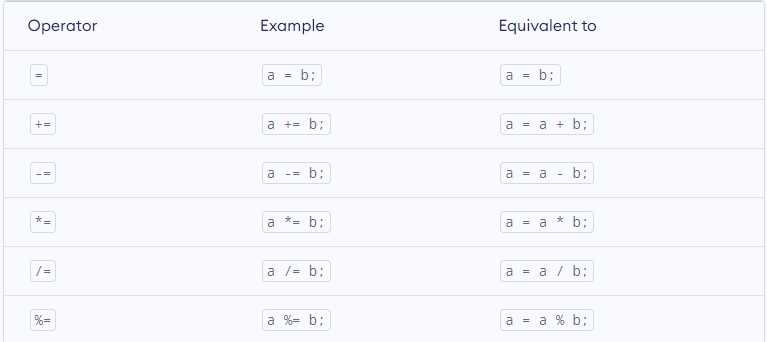 Operator Example Equivalent to
= a = b; a = b;
+= a += b; a = a + b;
-= a -= b; a = a - b;
*= a *= b; a = a * b;
/= a /= b; a = a / b;
%= a %= b; a = a % b;